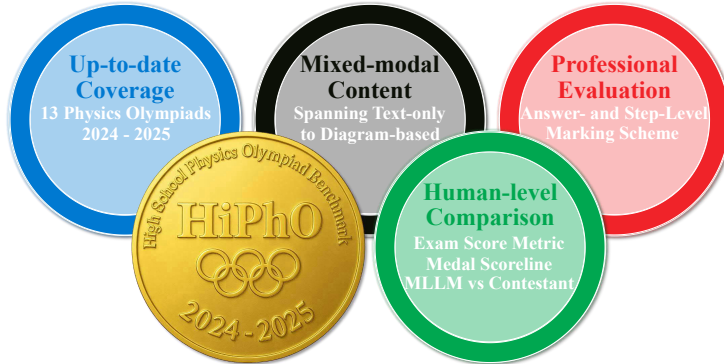 Up-to-date
Coverage
13 Physics Olympiads
2024 - 2025
Mixed-modal
Content
Spanning Text-only
to Diagram-based
Professional
Evaluation
Answer- and Step-Level
Marking Scheme
High School Physics Olympiad Benchmark
HiPhO
2024 - 2025
Human-level
Comparison
Exam Score Metric
Medal Scoreline
MLLM vs Contestant